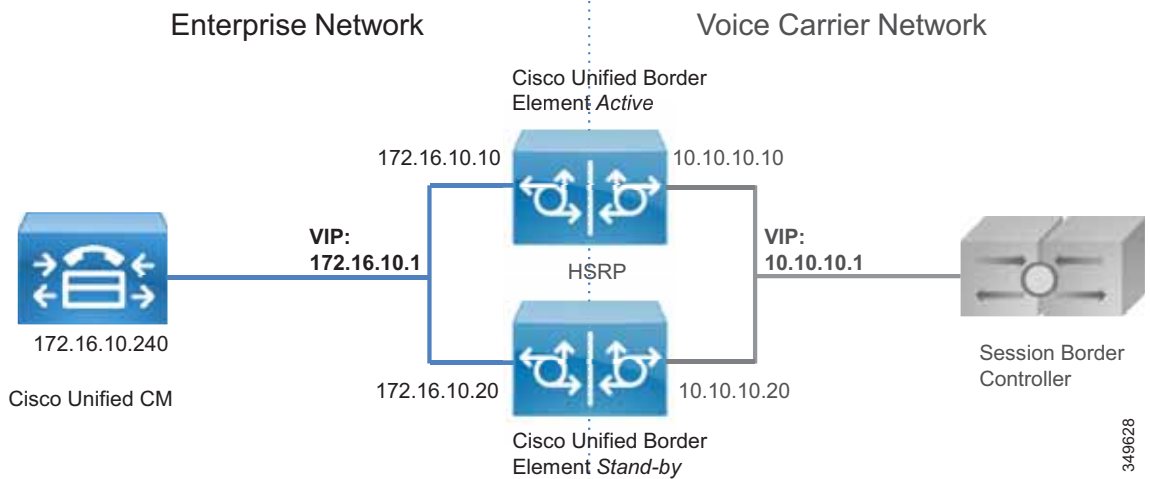 Enterprise Network
Voice Carrier Network
Cisco Unified Border
Element Active
172.16.10.10
10.10.10.10
VIP:
172.16.10.1
VIP:
10.10.10.1
HSRP
172.16.10.240
Cisco Unified CM
Session Border
Controller
172.16.10.20
10.10.10.20
Cisco Unified Border
Element Stand-by
349628